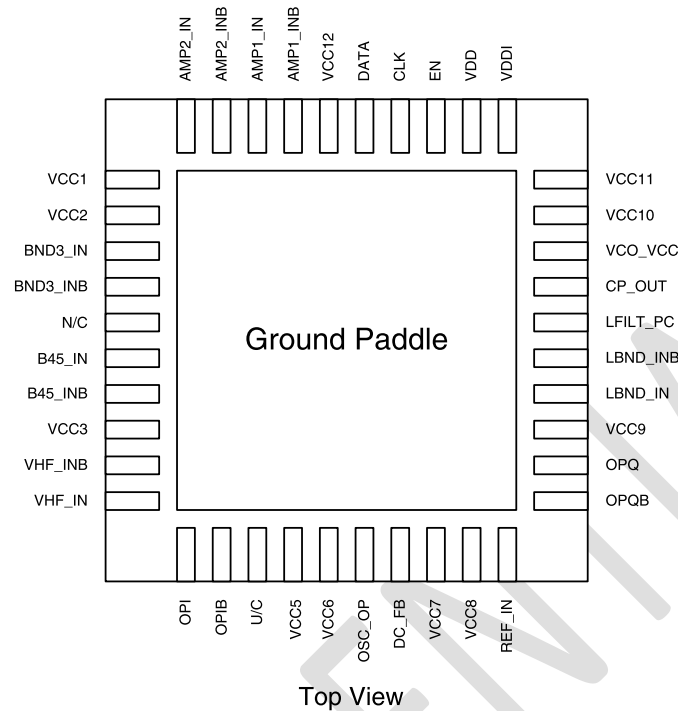 AMP2_IN
AMP2_INB
AMP1_IN
AMP1_INB
VCC12
DATA
CLK
EN
VDD
VDDI
VCC1
VCC2
BND3_IN
BND3_INB
N/C
B45_IN
B45_INB
VCC3
VHF_INB
VHF_IN
Ground Paddle
VCC11
VCC10
VCO_VCC
CP_OUT
LFILT_PC
LBND_INB
LBND_IN
VCC9
OPQ
OPQB
OPI
OPIB
U/C
VCC5
VCC6
OSC_OP
DC_FB
VCC7
VCC8
REF_IN
Top View